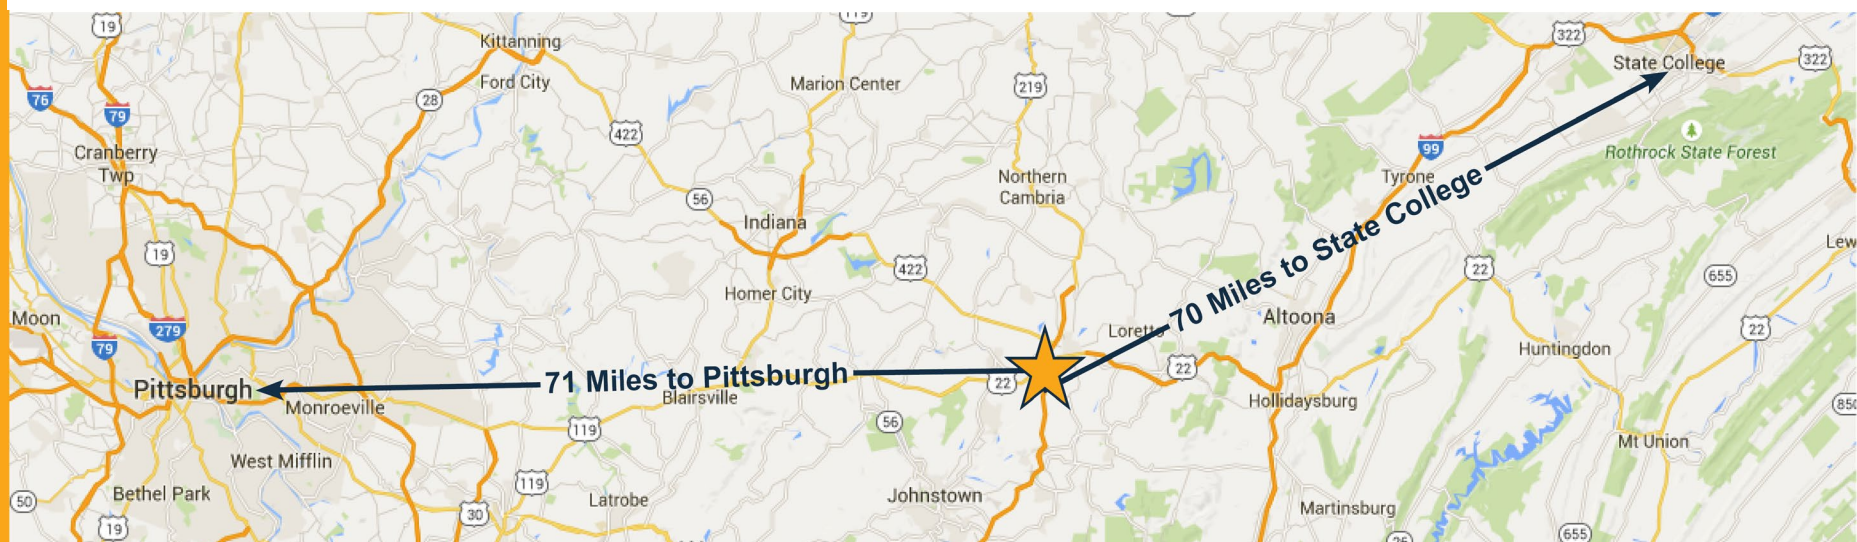 19
119
Kittanning
322
State College
322
Ford City
Marion Center
219
76
28
79
422
99
Rothrock State Forest
Cranberry
Twp
Northern
Cambria
Tyrone
56
Indiana
19
422
22
655
Homer City
70 Miles to State College
Moon
279
Loretto
Altoona
22
79
Huntingdon
71 Miles to Pittsburgh
22
22
Pittsburgh
Monroeville
Blairsville
Hollidaysburg
119
56
Mt Union
West Mifflin
119
Bethel Park
Latrobe
Johnstown
50
30
Martinsburg
19
655